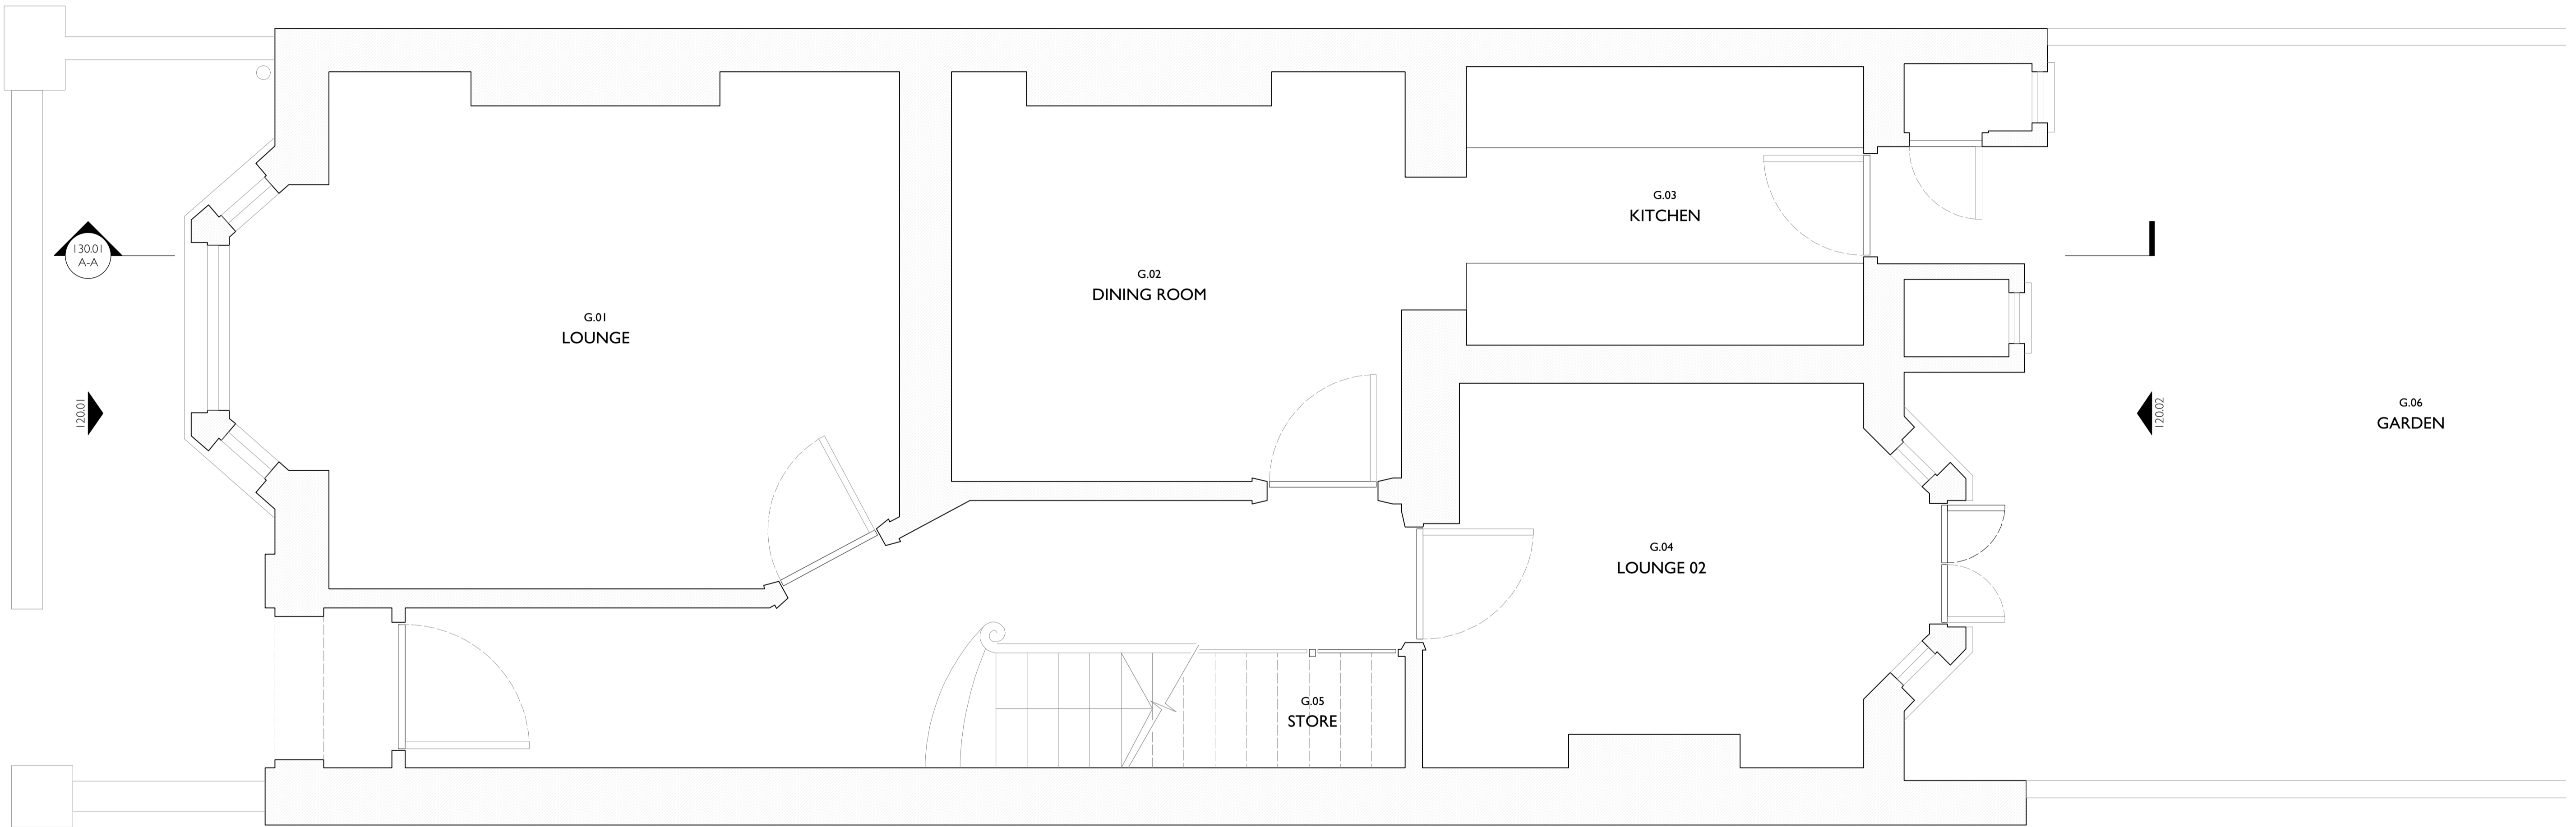 130.01
A-A
120.01
G.01
LOUNGE
G.02
DINING ROOM
G.03
KITCHEN
G.04
LOUNGE 02
G.05
STORE
120.02
G.06
GARDEN